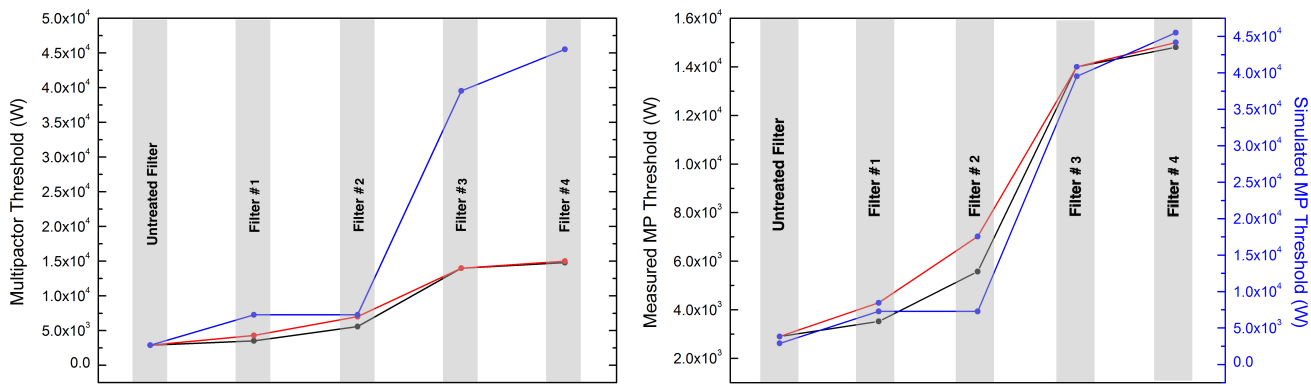 5.0x10⁴
4.5x10⁴
4.0x10⁴
3.5x10⁴
3.0x10⁴
2.5x10⁴
2.0x10⁴
1.5x10⁴
1.0x10⁴
5.0x10³
0.0
Multipactor Threshold (W)
Untreated Filter
Filter #1
Filter #2
Filter #3
Filter #4
1.6x10⁴
1.4x10⁴
1.2x10⁴
1.0x10⁴
8.0x10³
6.0x10³
4.0x10³
2.0x10³
Measured MP Threshold (W)
Untreated Filter
Filter #1
Filter # 2
Filter # 3
Filter # 4
4.5x10⁴
4.0x10⁴
3.5x10⁴
3.0x10⁴
2.5x10⁴
2.0x10⁴
1.5x10⁴
1.0x10⁴
5.0x10³
0.0
Simulated MP Threshold (W)